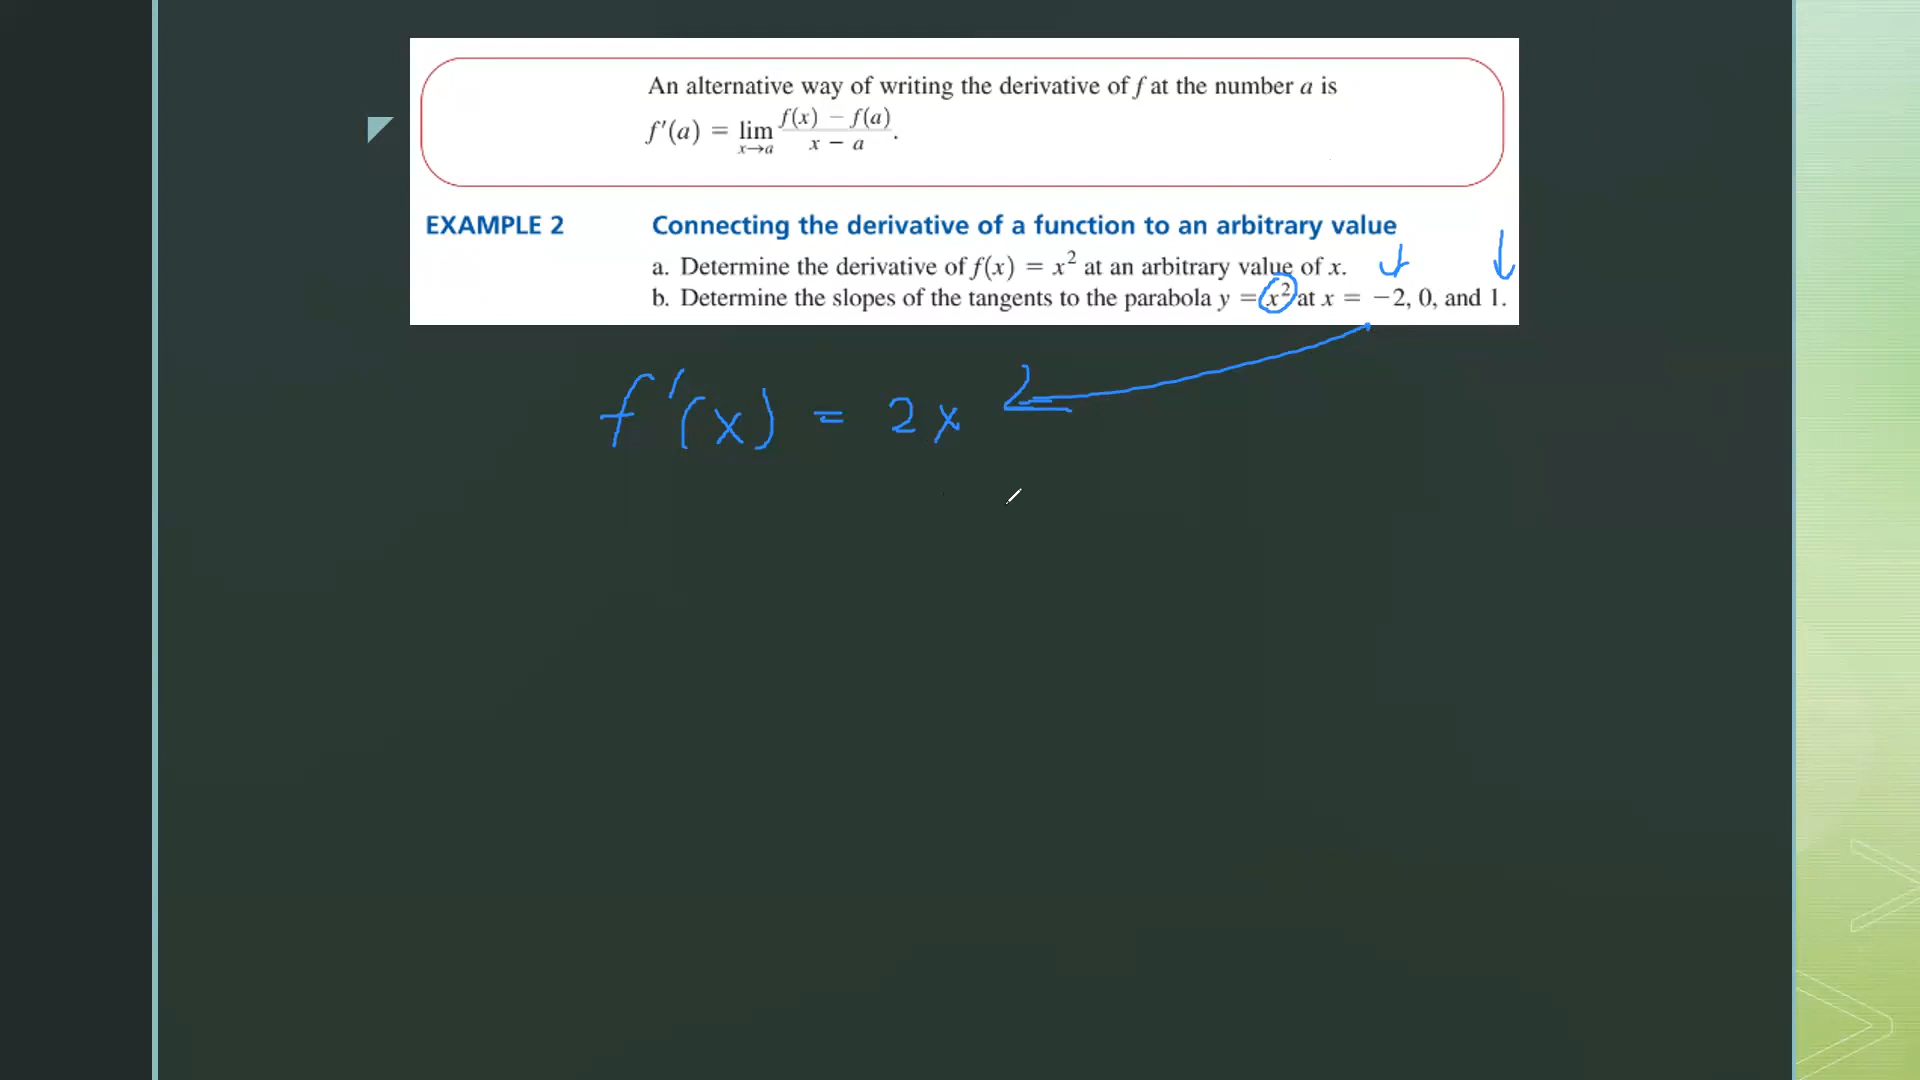 An alternative way of writing the derivative of f at the number a is
f'(a) = lim x→a (f(x) − f(a)) / (x − a).
EXAMPLE 2 Connecting the derivative of a function to an arbitrary value
a. Determine the derivative of f(x) = x² at an arbitrary value of x.
b. Determine the slopes of the tangents to the parabola y = x² at x = −2, 0, and 1.
f'(x) = 2x